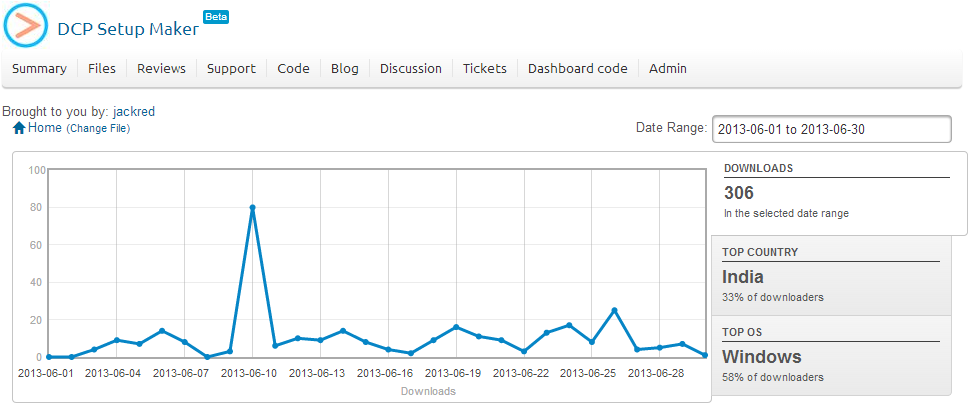 DCP Setup Maker Beta
Summary Files Reviews Support Code Blog Discussion Tickets Dashboard code Admin
Brought to you by: jackred
Home (Change File)
Date Range: 2013-06-01 to 2013-06-30
100
80
60
40
20
0
2013-06-01 2013-06-04 2013-06-07 2013-06-10 2013-06-13 2013-06-16 2013-06-19 2013-06-22 2013-06-25 2013-06-28
Downloads
DOWNLOADS
306
In the selected date range
TOP COUNTRY
India
33% of downloaders
TOP OS
Windows
58% of downloaders